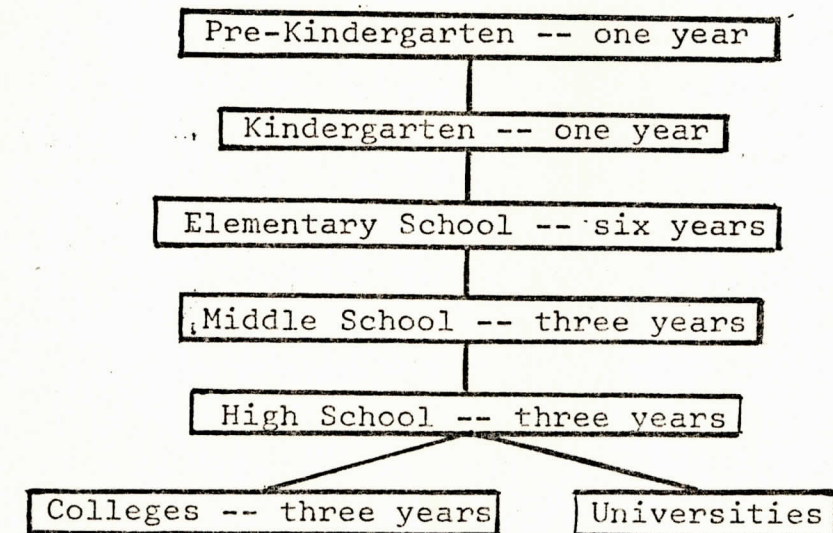 Pre-Kindergarten -- one year
Kindergarten -- one year
Elementary School -- six years
Middle School -- three years
High School -- three years
Colleges -- three years
Universities